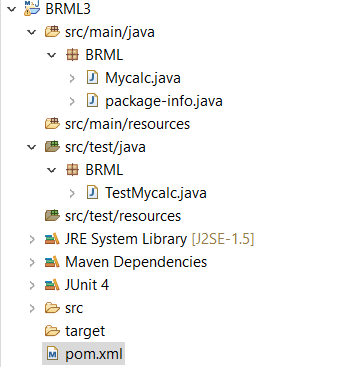 BRML3
src/main/java
BRML
Mycalc.java
package-info.java
src/main/resources
src/test/java
BRML
TestMycalc.java
src/test/resources
JRE System Library [J2SE-1.5]
Maven Dependencies
JUnit 4
src
target
pom.xml